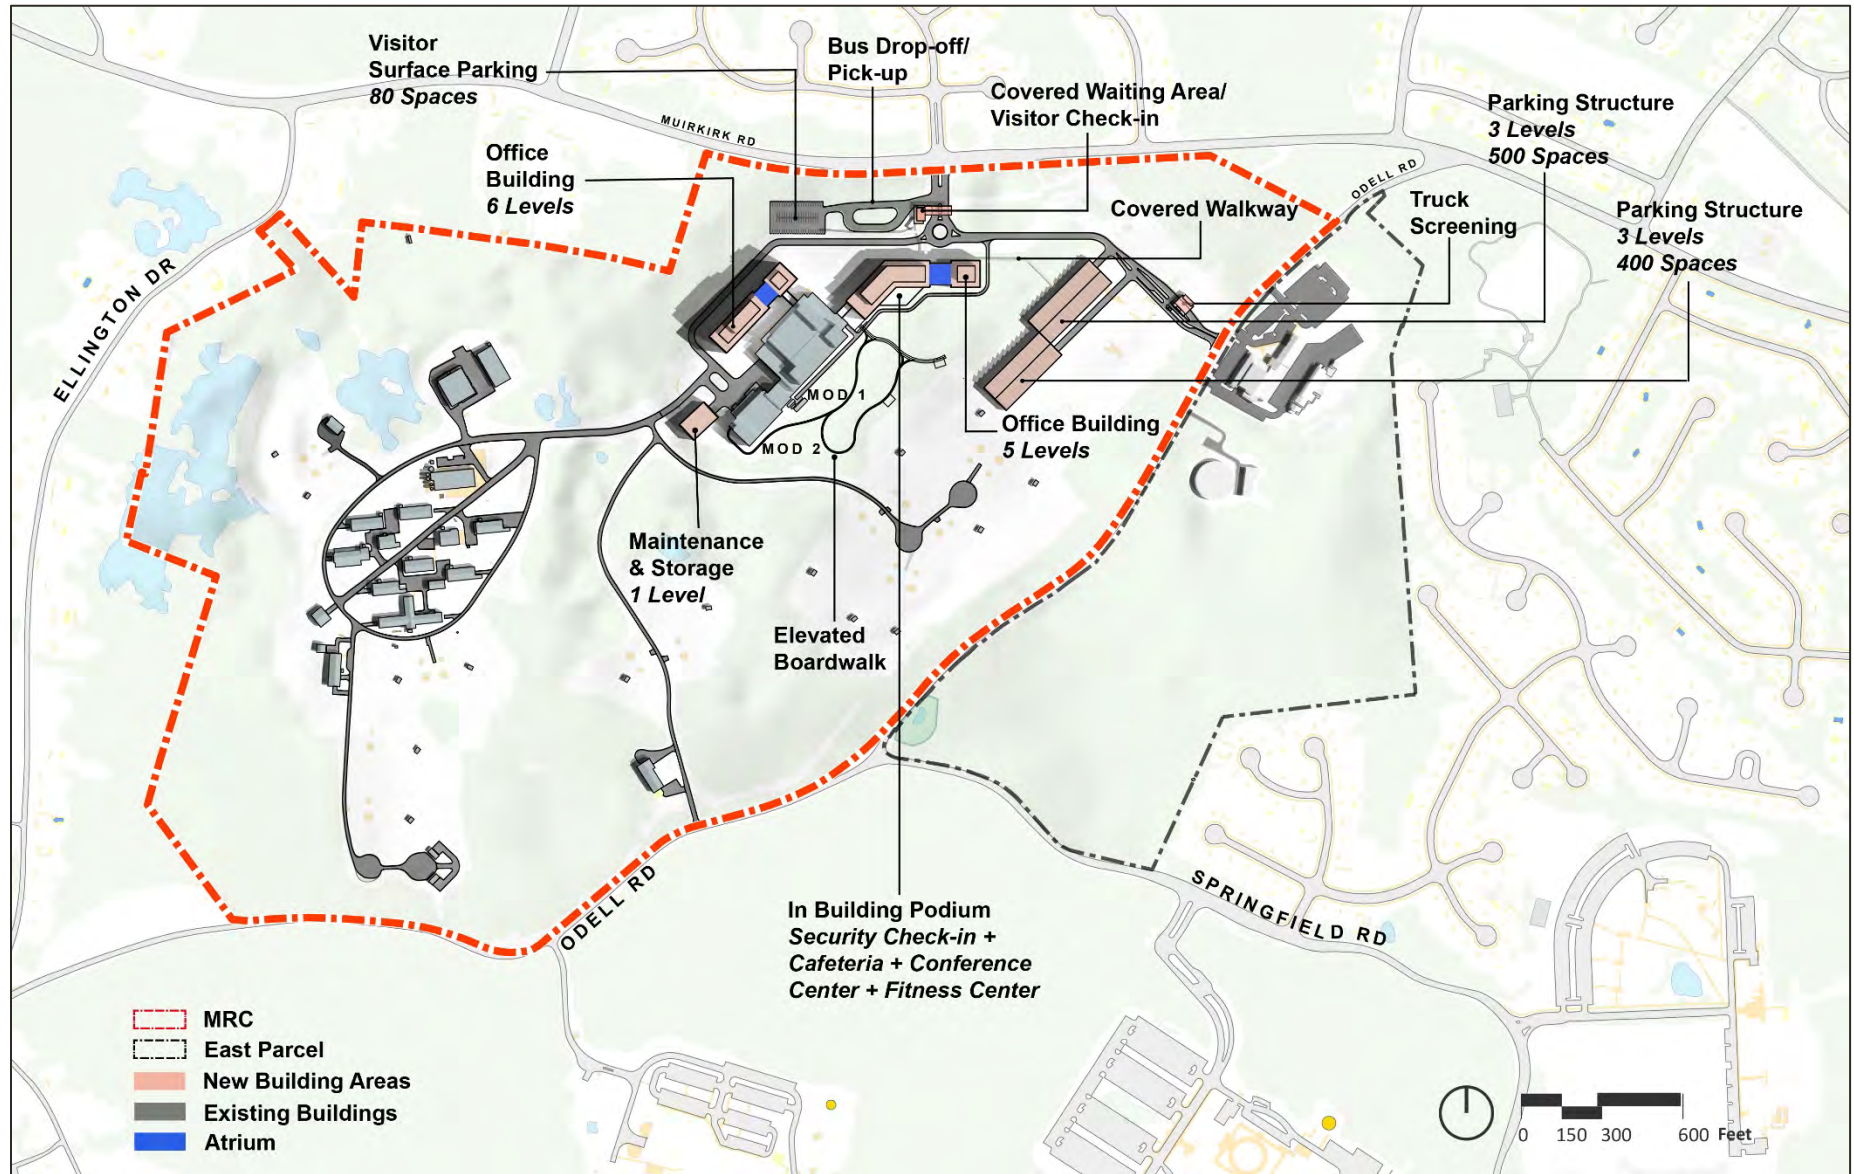 Visitor
Surface Parking
80 Spaces
Bus Drop-off/
Pick-up
Covered Waiting Area/
Visitor Check-in
Parking Structure
3 Levels
500 Spaces
MUIRKIRK RD
Office
Building
6 Levels
ODELL RD
Covered Walkway
Truck
Screening
Parking Structure
3 Levels
400 Spaces
ELLINGTON DR
MOD 1
MOD 2
Office Building
5 Levels
Maintenance
& Storage
1 Level
Elevated
Boardwalk
In Building Podium
Security Check-in +
Cafeteria + Conference
Center + Fitness Center
ODELL RD
SPRINGFIELD RD
MRC
East Parcel
New Building Areas
Existing Buildings
Atrium
0 150 300 600 Feet